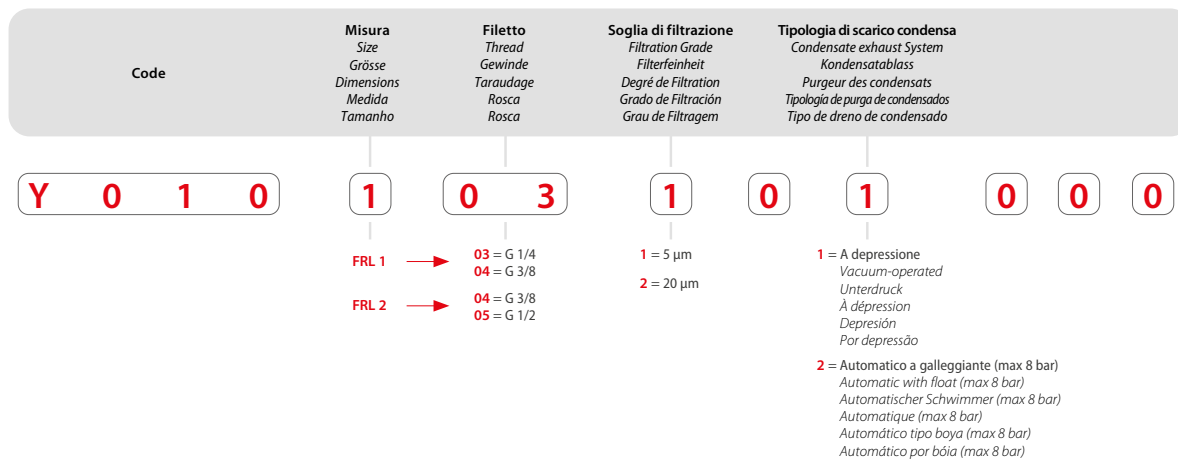 Code
Misura
Size
Grösse
Dimensions
Medida
Tamanho
Filetto
Thread
Gewinde
Taraudage
Rosca
Rosca
Soglia di filtrazione
Filtration Grade
Filterfeinheit
Degré de Filtration
Grado de Filtración
Grau de Filtragem
Tipologia di scarico condensa
Condensate exhaust System
Kondensatablass
Purgeur des condensats
Tipología de purga de condensados
Tipo de dreno de condensado
Y 0 1 0 1 0 3 1 0 1 0 0 0
FRL 1
03 = G 1/4
04 = G 3/8
FRL 2
04 = G 3/8
05 = G 1/2
1 = 5 µm
2 = 20 µm
1 = A depressione
Vacuum-operated
Unterdruck
À dépression
Depresión
Por depressão
2 = Automatico a galleggiante (max 8 bar)
Automatic with float (max 8 bar)
Automatischer Schwimmer (max 8 bar)
Automatique (max 8 bar)
Automático tipo boya (max 8 bar)
Automático por bóia (max 8 bar)